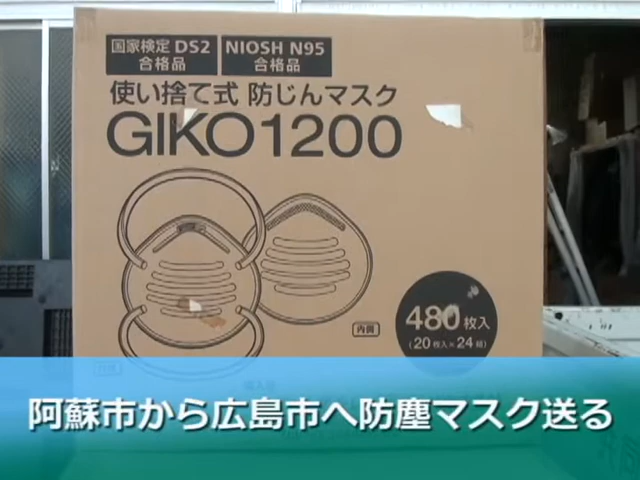 国家検定 DS2
合格品
NIOSH N95
合格品
使い捨て式 防じんマスク
GIKO1200
内側
480枚入
(20枚入×24組)
阿蘇市から広島市へ防塵マスク送る